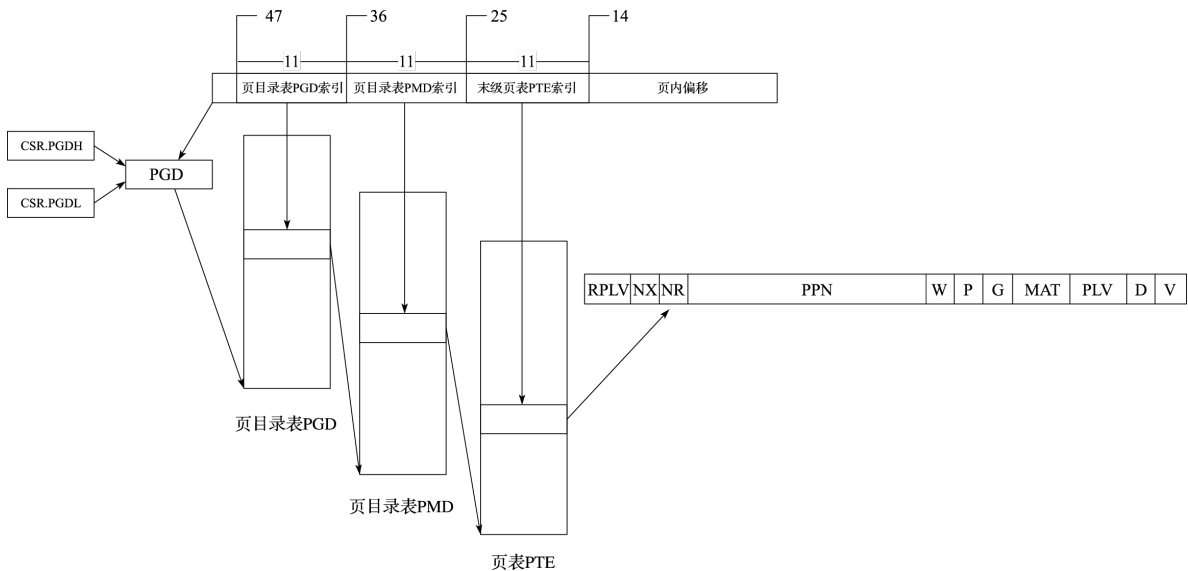 47 36 25 14
11 11 11
页目录表PGD索引 页目录表PMD索引 末级页表PTE索引 页内偏移
CSR.PGDH
PGD
CSR.PGDL
RPLV NX NR PPN W P G MAT PLV D V
页目录表PGD
页目录表PMD
页表PTE